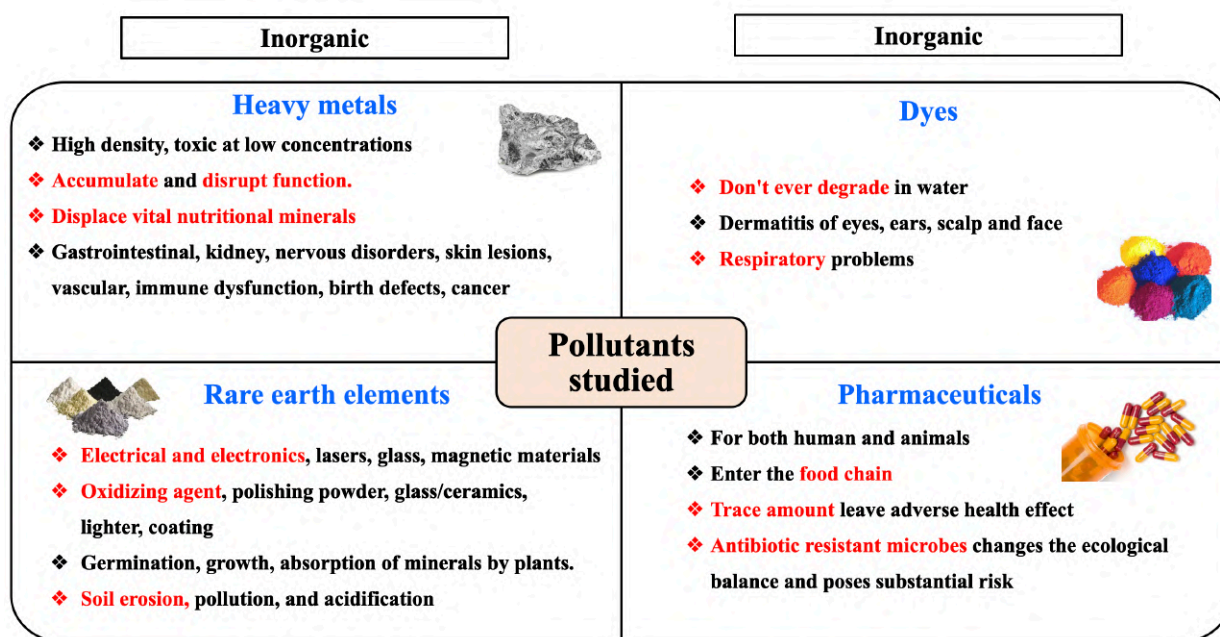 Inorganic
Inorganic
Heavy metals
❖ High density, toxic at low concentrations
❖ Accumulate and disrupt function.
❖ Displace vital nutritional minerals
❖ Gastrointestinal, kidney, nervous disorders, skin lesions,
vascular, immune dysfunction, birth defects, cancer
Dyes
❖ Don't ever degrade in water
❖ Dermatitis of eyes, ears, scalp and face
❖ Respiratory problems
Pollutants
studied
Rare earth elements
❖ Electrical and electronics, lasers, glass, magnetic materials
❖ Oxidizing agent, polishing powder, glass/ceramics,
lighter, coating
❖ Germination, growth, absorption of minerals by plants.
❖ Soil erosion, pollution, and acidification
Pharmaceuticals
❖ For both human and animals
❖ Enter the food chain
❖ Trace amount leave adverse health effect
❖ Antibiotic resistant microbes changes the ecological
balance and poses substantial risk